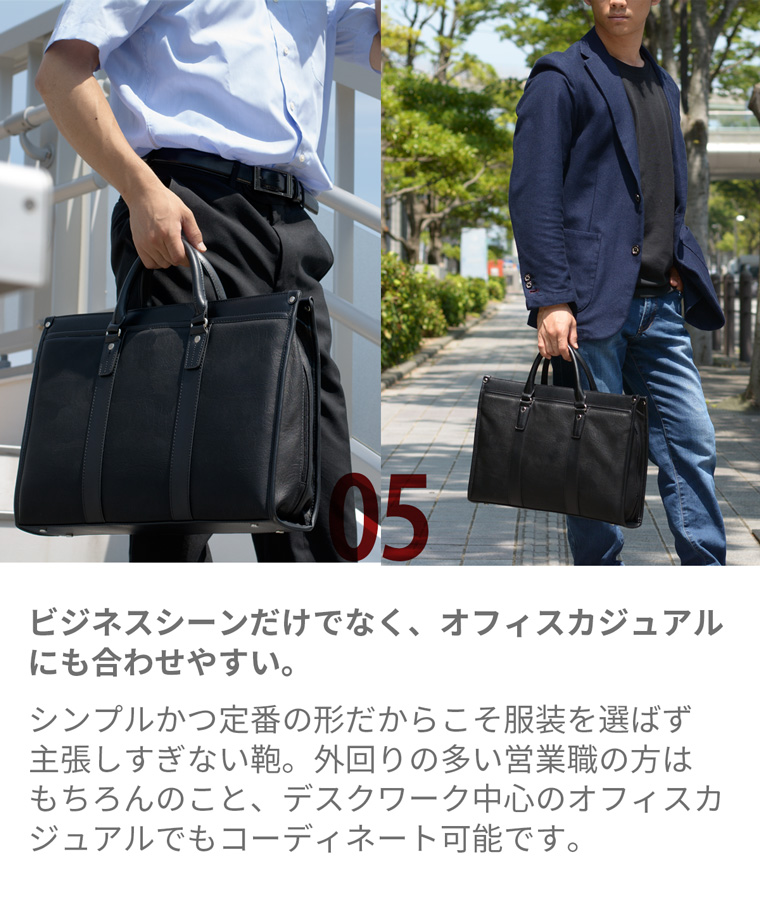 05
ビジネスシーンだけでなく、オフィスカジュアル
にも合わせやすい。
シンプルかつ定番の形だからこそ服装を選ばず
主張しすぎない鞄。外回りの多い営業職の方は
もちろんのこと、デスクワーク中心のオフィスカ
ジュアルでもコーディネート可能です。